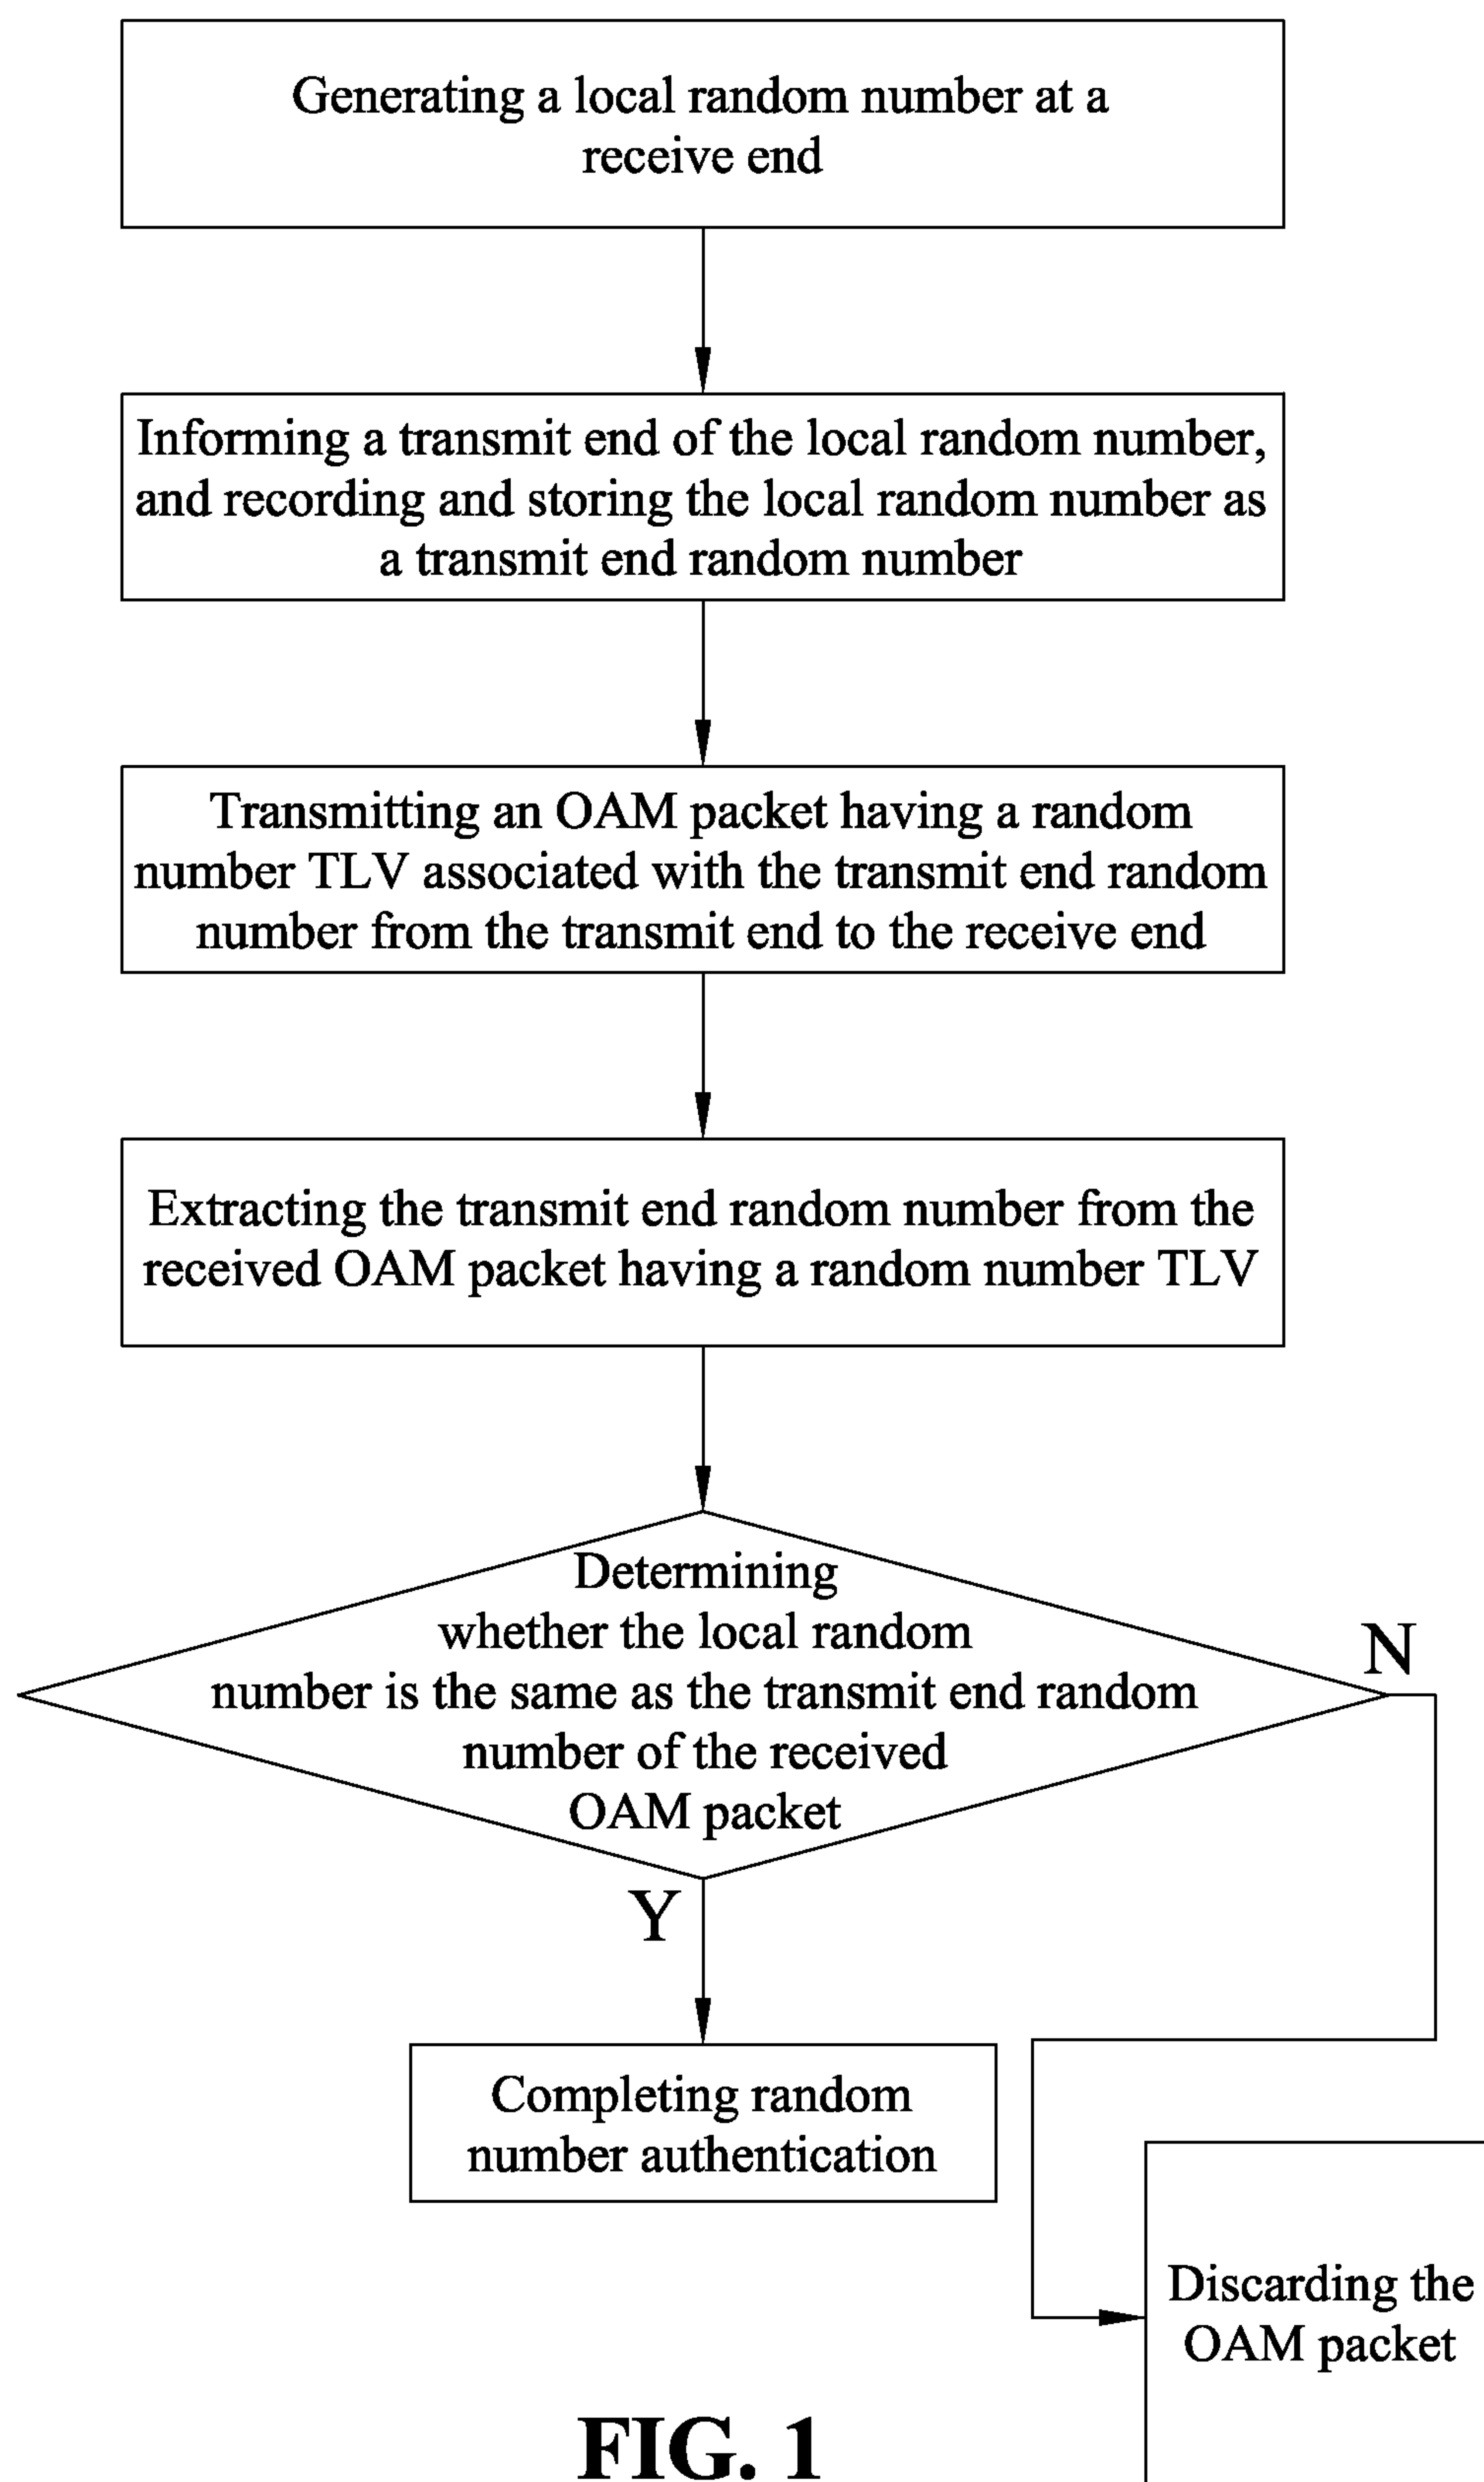 Generating a local random number at a
receive end
Informing a transmit end of the local random number,
and recording and storing the local random number as
a transmit end random number
Transmitting an OAM packet having a random
number TLV associated with the transmit end random
number from the transmit end to the receive end
Extracting the transmit end random number from the
received OAM packet having a random number TLV
Determining
whether the local random
number is the same as the transmit end random
number of the received
OAM packet
N
Y
Completing random
number authentication
Discarding the
OAM packet
FIG. 1